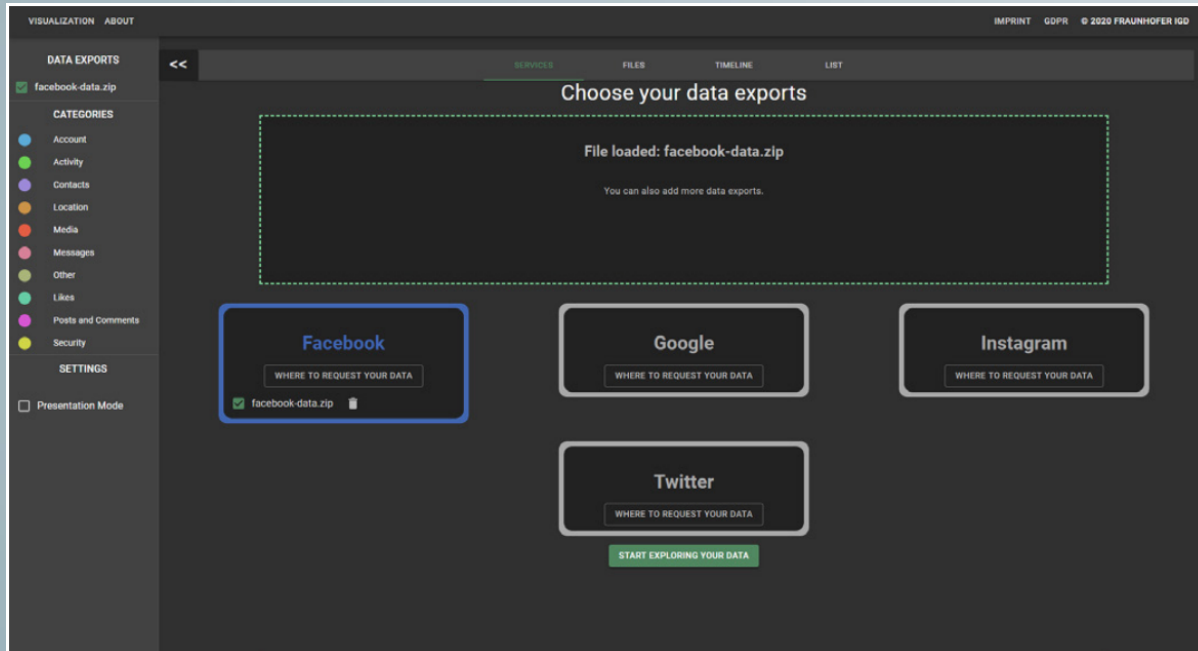 VISUALIZATION ABOUT IMPRINT GDPR © 2020 FRAUNHOFER IGD
DATA EXPORTS
facebook-data.zip
CATEGORIES
Account
Activity
Contacts
Location
Media
Messages
Other
Likes
Posts and Comments
Security
SETTINGS
Presentation Mode
<< SERVICES FILES TIMELINE LIST
Choose your data exports
File loaded: facebook-data.zip
You can also add more data exports.
Facebook
WHERE TO REQUEST YOUR DATA
facebook-data.zip
Google
WHERE TO REQUEST YOUR DATA
Instagram
WHERE TO REQUEST YOUR DATA
Twitter
WHERE TO REQUEST YOUR DATA
START EXPLORING YOUR DATA